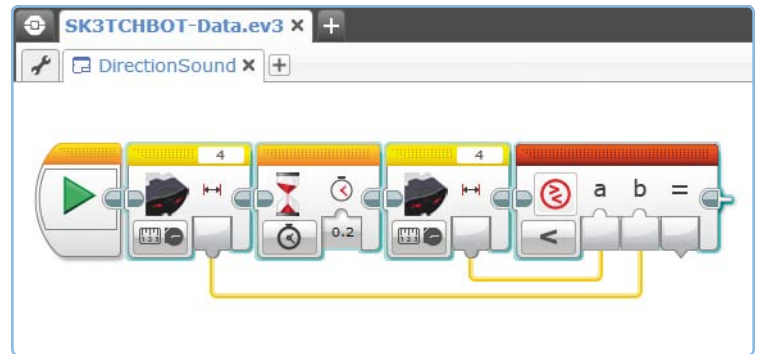 SK3TCHBOT-Data.ev3 × +
DirectionSound × +
4 4
a b =
0.2 <